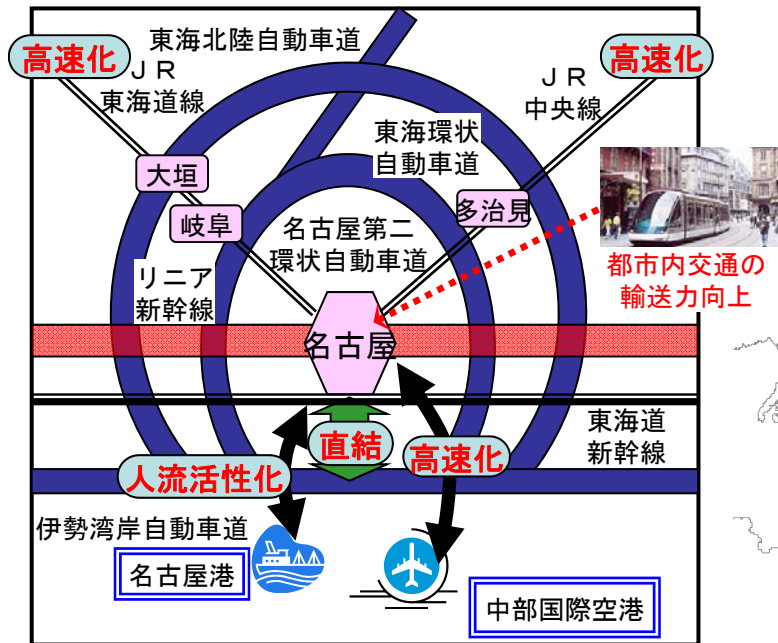 東海北陸自動車道
高速化
高速化
ＪＲ
東海道線
ＪＲ
中央線
東海環状
自動車道
大垣
岐阜
多治見
名古屋第二
環状自動車道
都市内交通の
輸送力向上
リニア
新幹線
名古屋
東海道
新幹線
直結
高速化
人流活性化
伊勢湾岸自動車道
名古屋港
中部国際空港